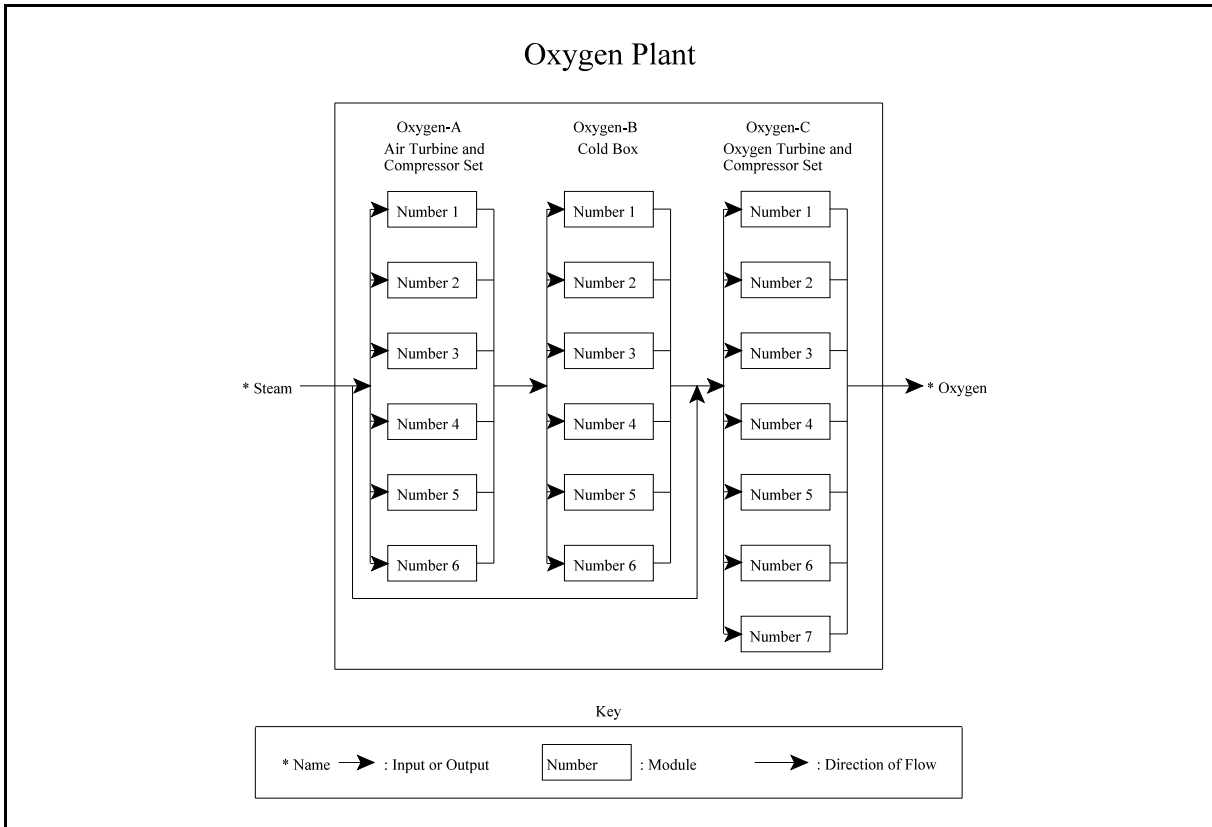 Oxygen Plant
Oxygen-A
Air Turbine and
Compressor Set
Number 1
Number 2
Number 3
Number 4
Number 5
Number 6
Oxygen-B
Cold Box
Number 1
Number 2
Number 3
Number 4
Number 5
Number 6
Oxygen-C
Oxygen Turbine and
Compressor Set
Number 1
Number 2
Number 3
Number 4
Number 5
Number 6
Number 7
* Steam
* Oxygen
Key
* Name : Input or Output
Number : Module
: Direction of Flow